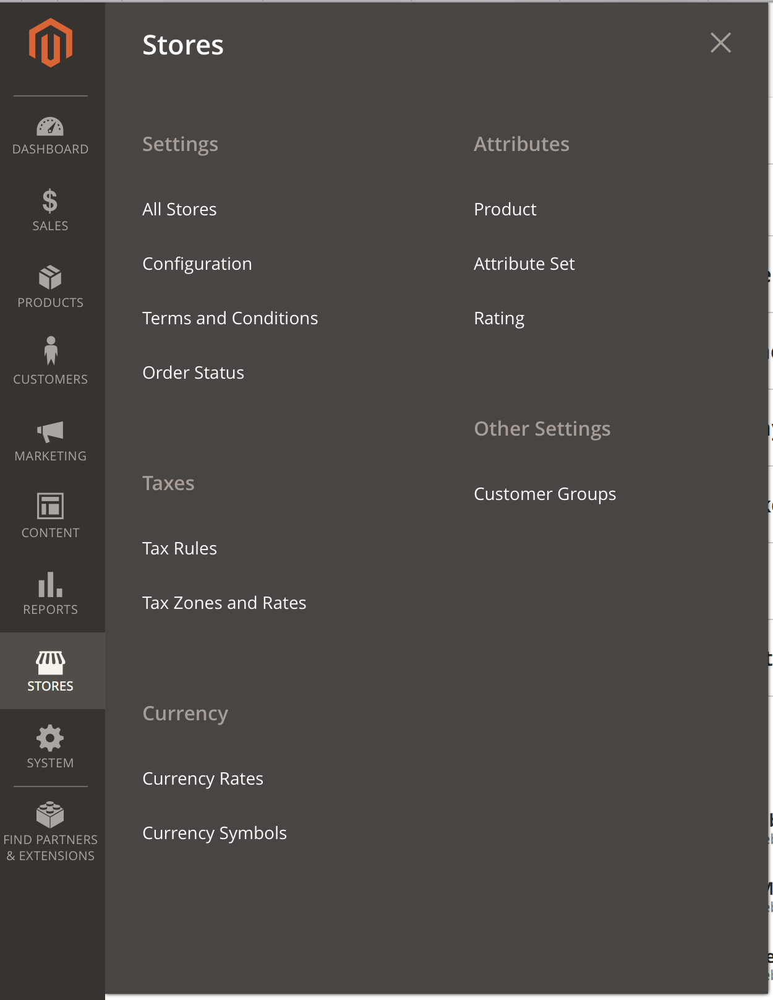 Stores
DASHBOARD
SALES
PRODUCTS
CUSTOMERS
MARKETING
CONTENT
REPORTS
STORES
SYSTEM
FIND PARTNERS
& EXTENSIONS
Settings
All Stores
Configuration
Terms and Conditions
Order Status
Taxes
Tax Rules
Tax Zones and Rates
Currency
Currency Rates
Currency Symbols
Attributes
Product
Attribute Set
Rating
Other Settings
Customer Groups